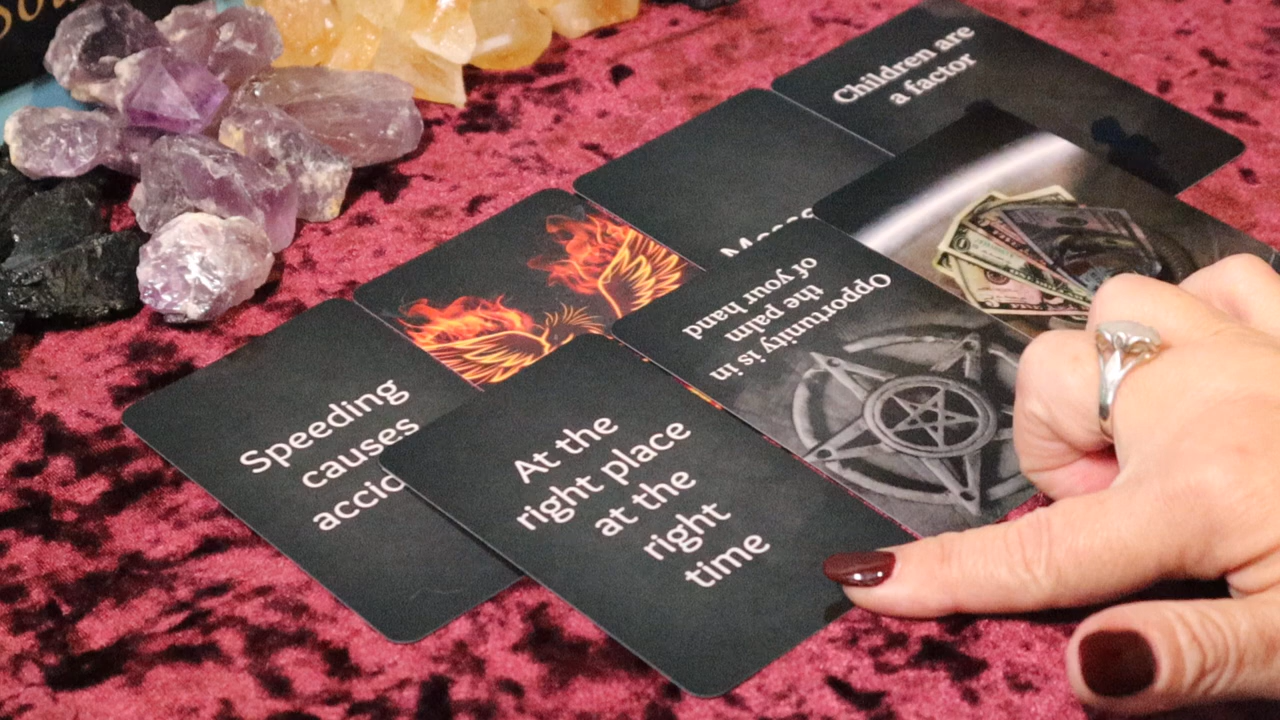 Children are
a factor
Opportunity is in
the palm
of your hand
Speeding
causes
At the
right place
at the
right
time